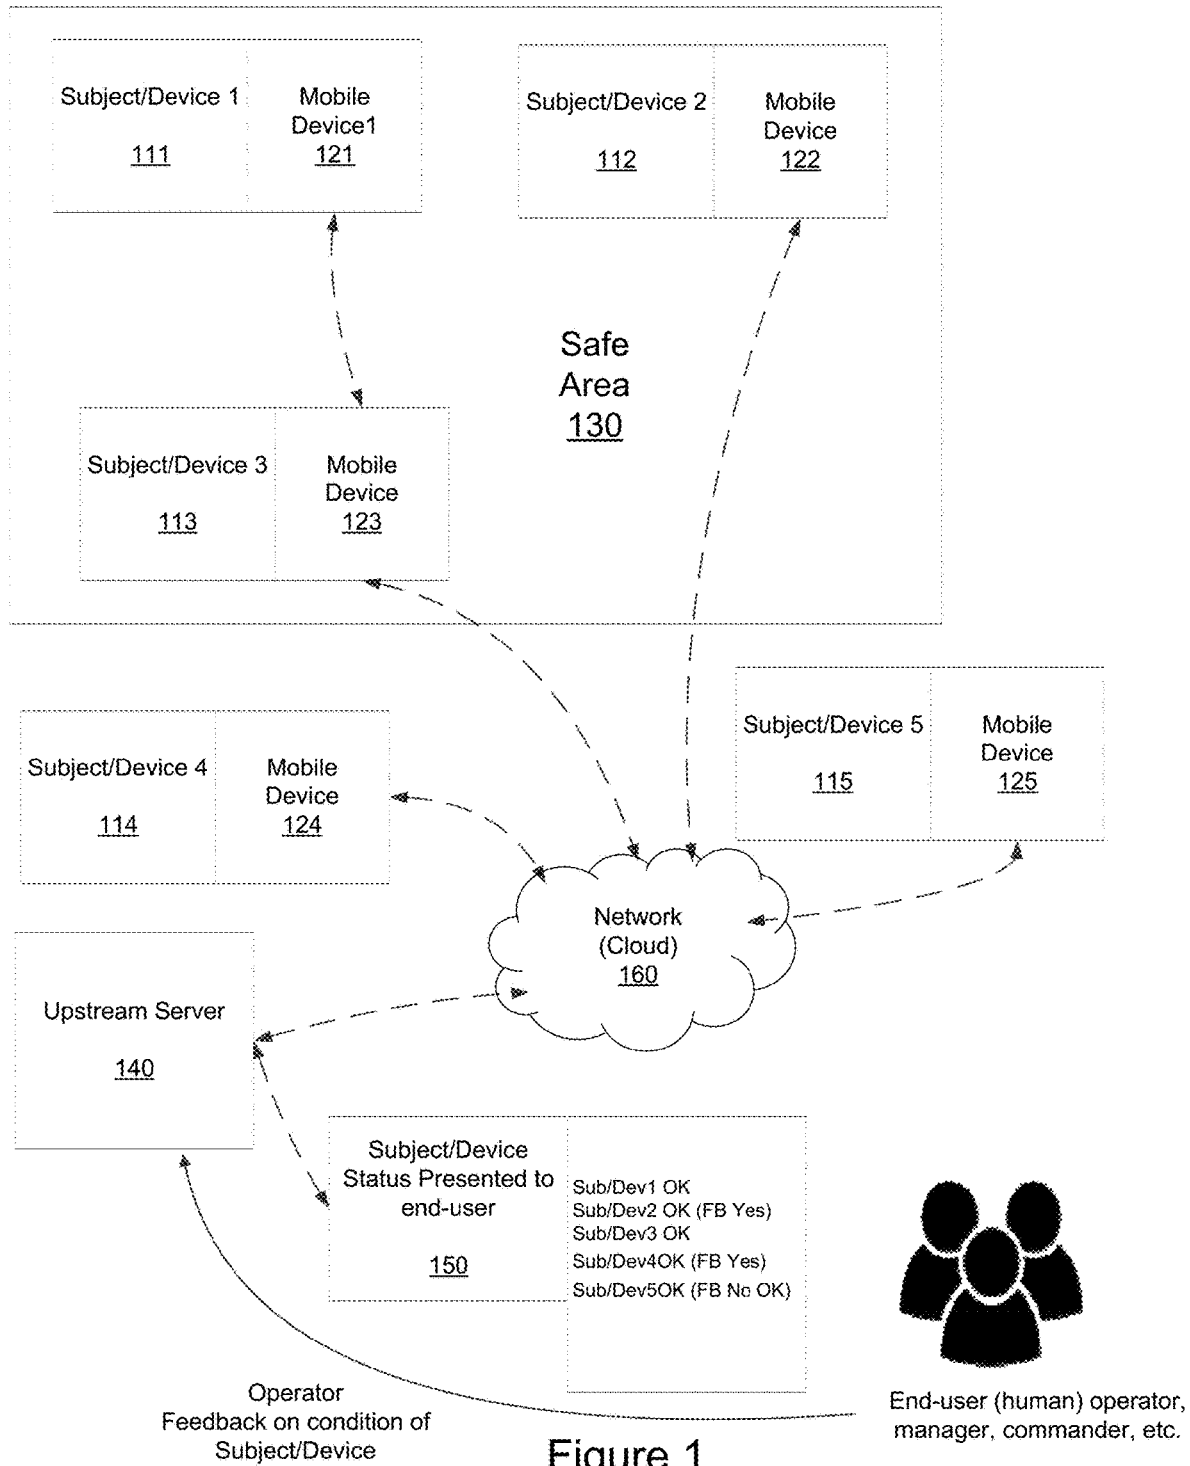 Subject/Device 1
111
Mobile
Device1
121
Subject/Device 2
112
Mobile
Device
122
Safe
Area
130
Subject/Device 3
113
Mobile
Device
123
Subject/Device 4
114
Mobile
Device
124
Subject/Device 5
115
Mobile
Device
125
Network
(Cloud)
160
Upstream Server
140
Subject/Device
Status Presented to
end-user
150
Sub/Dev1 OK
Sub/Dev2 OK (FB Yes)
Sub/Dev3 OK
Sub/Dev4OK (FB Yes)
Sub/Dev5OK (FB No OK)
Operator
Feedback on condition of
Subject/Device
End-user (human) operator,
manager, commander, etc.
Figure 1